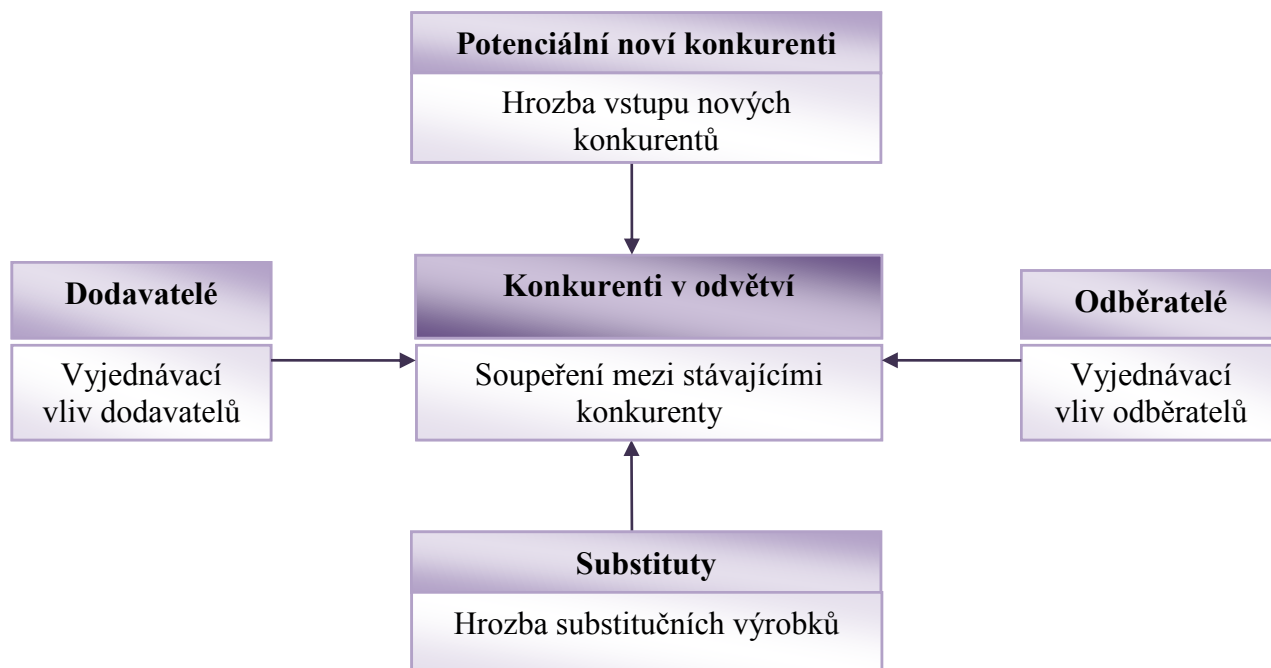 Potenciální noví konkurenti
Hrozba vstupu nových
konkurentů
Dodavatelé
Vyjednávací
vliv dodavatelů
Konkurenti v odvětví
Soupeření mezi stávajícími
konkurenty
Odběratelé
Vyjednávací
vliv odběratelů
Substituty
Hrozba substitučních výrobků